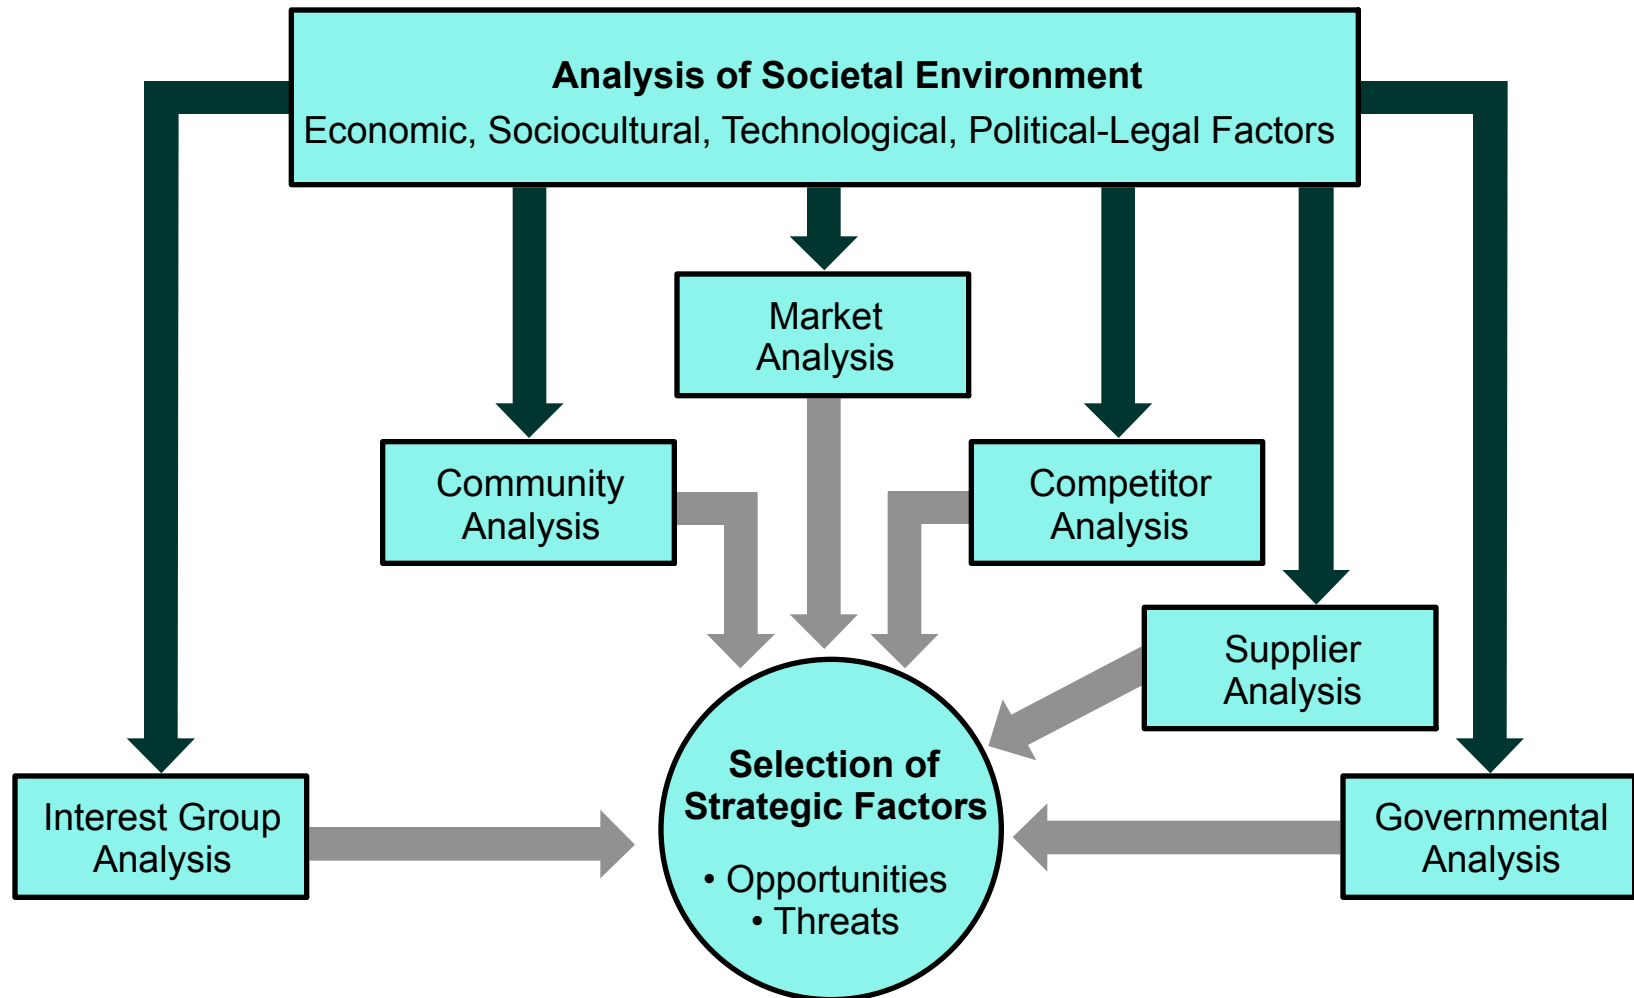 Analysis of Societal Environment
Economic, Sociocultural, Technological, Political-Legal Factors
Market
Analysis
Community
Analysis
Competitor
Analysis
Supplier
Analysis
Interest Group
Analysis
Selection of
Strategic Factors
• Opportunities
• Threats
Governmental
Analysis